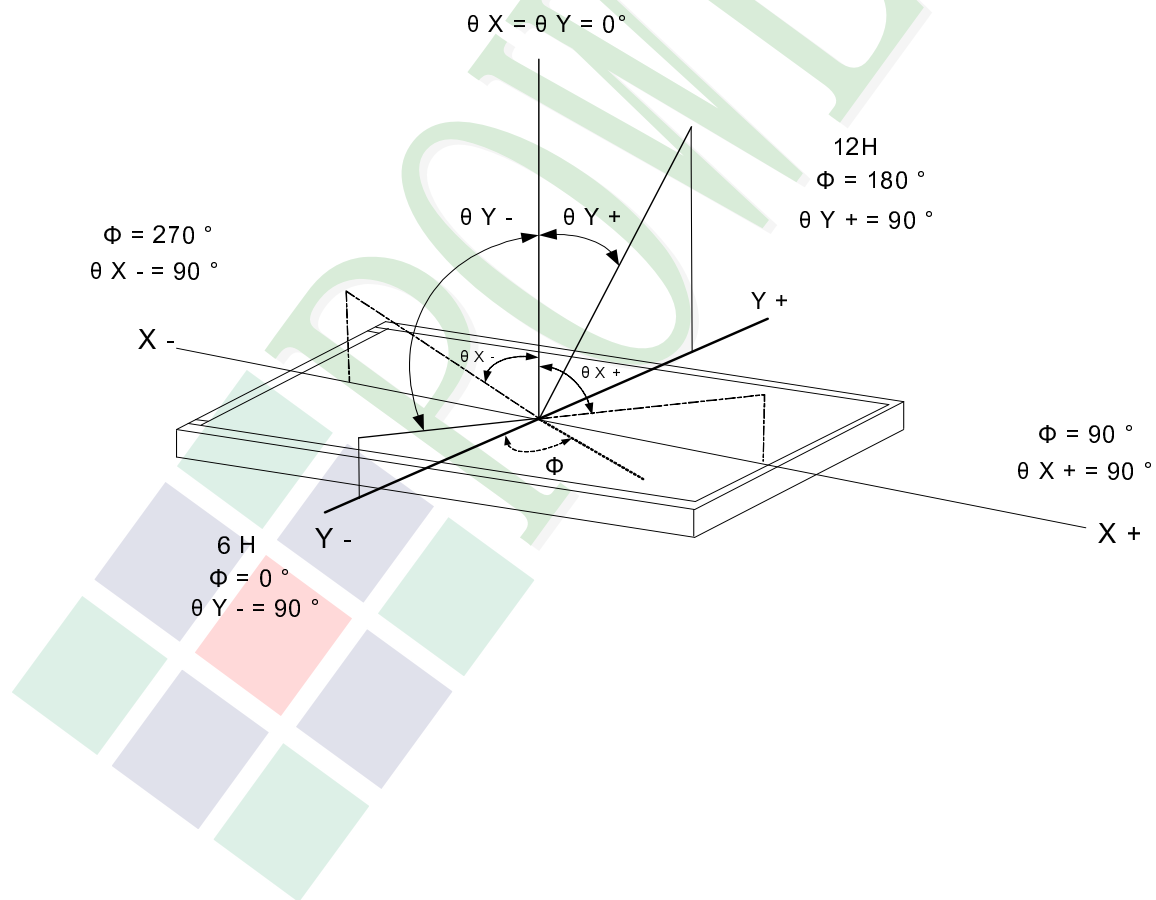 θ X = θ Y = 0°
12H
Φ = 180 °
θ Y + = 90 °
θ Y -
θ Y +
Φ = 270 °
θ X - = 90 °
Y +
X -
θ X -
θ X +
Φ
Φ = 90 °
θ X + = 90 °
X +
Y -
6 H
Φ = 0 °
θ Y - = 90 °